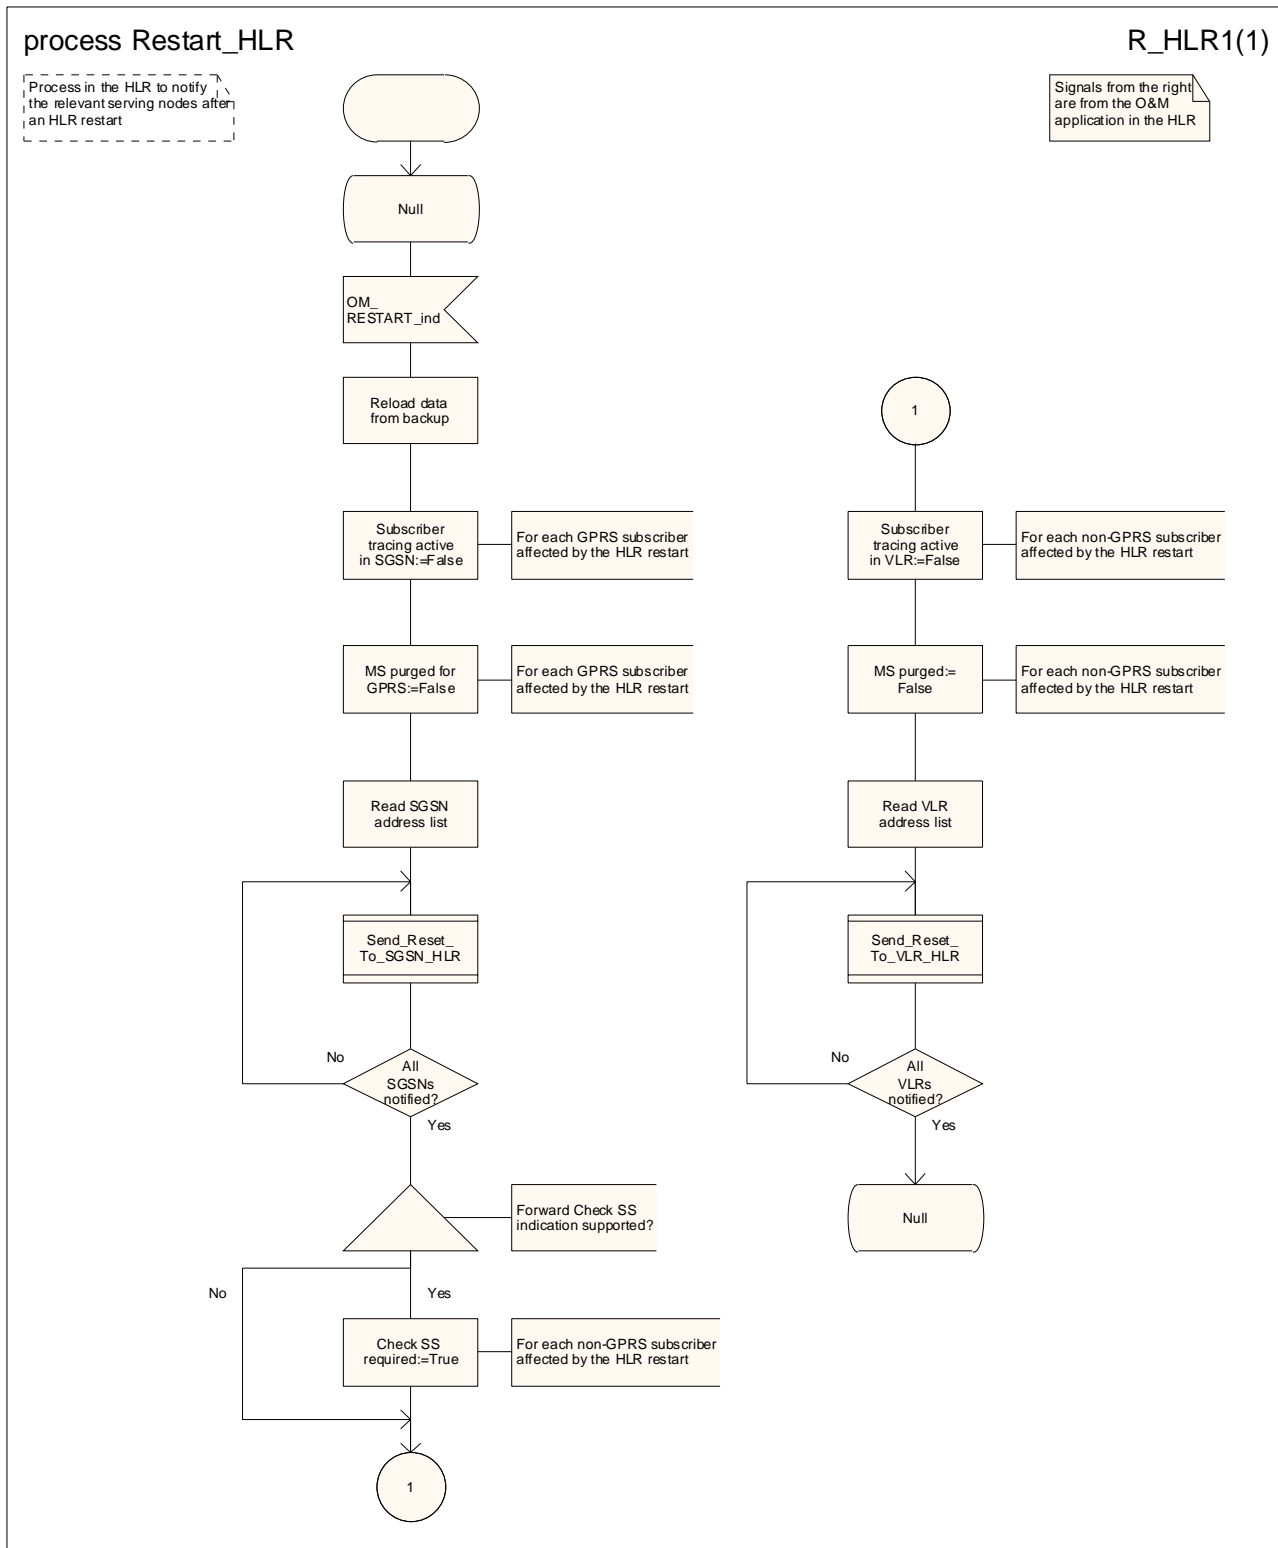 process Restart_HLR
R_HLR1(1)
Process in the HLR to notify
the relevant serving nodes after
an HLR restart
Signals from the right
are from the O&M
application in the HLR
Null
OM_
RESTART_ind
Reload data
from backup
Subscriber
tracing active
in SGSN:=False
For each GPRS subscriber
affected by the HLR restart
MS purged for
GPRS:=False
For each GPRS subscriber
affected by the HLR restart
Read SGSN
address list
Send_Reset_
To_SGSN_HLR
No
All
SGSNs
notified?
Yes
Forward Check SS
indication supported?
No
Yes
Check SS
required:=True
For each non-GPRS subscriber
affected by the HLR restart
1
1
Subscriber
tracing active
in VLR:=False
For each non-GPRS subscriber
affected by the HLR restart
MS purged:=
False
For each non-GPRS subscriber
affected by the HLR restart
Read VLR
address list
Send_Reset_
To_VLR_HLR
No
All
VLRs
notified?
Yes
Null